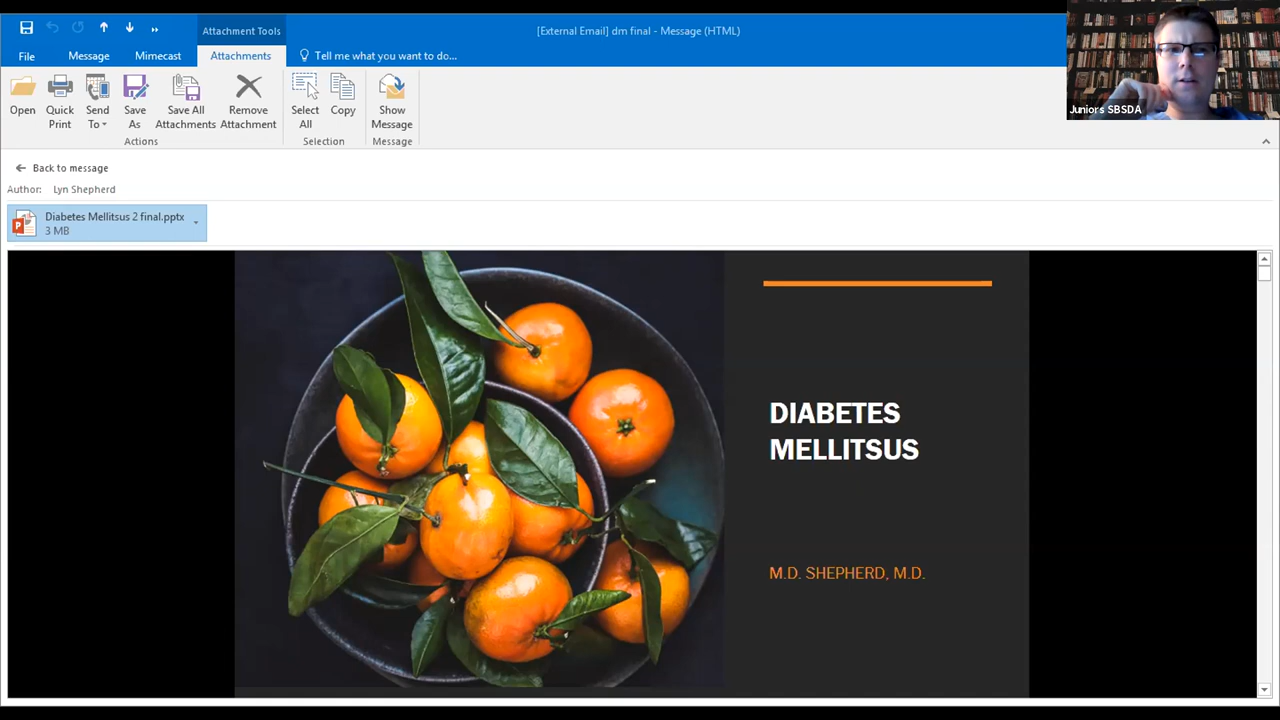 Attachment Tools
[External Email] dm final - Message (HTML)
File
Message
Mimecast
Attachments
Tell me what you want to do...
Open
Quick
Print
Send
To
Save
As
Save All
Attachments
Remove
Attachment
Select
All
Copy
Show
Message
Actions
Selection
Message
Juniors SBSDA
Back to message
Author: Lyn Shepherd
Diabetes Mellitsus 2 final.pptx
3 MB
DIABETES
MELLITSUS
M.D. SHEPHERD, M.D.